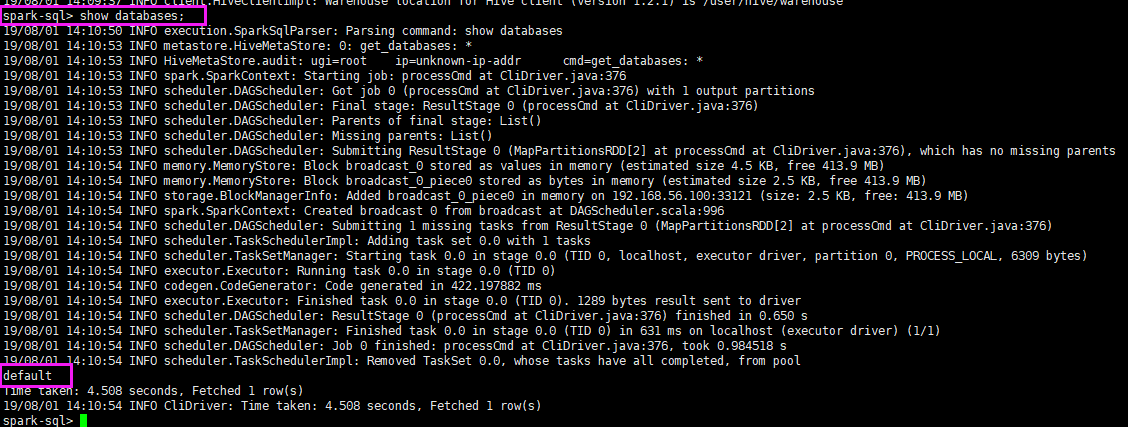 19/08/01 14:09:37 INFO client.HiveClientImpl: Warehouse location for Hive client (version 1.2.1) is /user/hive/warehouse
spark-sql> show databases;
19/08/01 14:10:50 INFO execution.SparkSqlParser: Parsing command: show databases
19/08/01 14:10:53 INFO metastore.HiveMetaStore: 0: get_databases: *
19/08/01 14:10:53 INFO HiveMetaStore.audit: ugi=root    ip=unknown-ip-addr      cmd=get_databases: *
19/08/01 14:10:53 INFO spark.SparkContext: Starting job: processCmd at CliDriver.java:376
19/08/01 14:10:53 INFO scheduler.DAGScheduler: Got job 0 (processCmd at CliDriver.java:376) with 1 output partitions
19/08/01 14:10:53 INFO scheduler.DAGScheduler: Final stage: ResultStage 0 (processCmd at CliDriver.java:376)
19/08/01 14:10:53 INFO scheduler.DAGScheduler: Parents of final stage: List()
19/08/01 14:10:53 INFO scheduler.DAGScheduler: Missing parents: List()
19/08/01 14:10:53 INFO scheduler.DAGScheduler: Submitting ResultStage 0 (MapPartitionsRDD[2] at processCmd at CliDriver.java:376), which has no missing parents
19/08/01 14:10:54 INFO memory.MemoryStore: Block broadcast_0 stored as values in memory (estimated size 4.5 KB, free 413.9 MB)
19/08/01 14:10:54 INFO memory.MemoryStore: Block broadcast_0_piece0 stored as bytes in memory (estimated size 2.5 KB, free 413.9 MB)
19/08/01 14:10:54 INFO storage.BlockManagerInfo: Added broadcast_0_piece0 in memory on 192.168.56.100:33121 (size: 2.5 KB, free: 413.9 MB)
19/08/01 14:10:54 INFO spark.SparkContext: Created broadcast 0 from broadcast at DAGScheduler.scala:996
19/08/01 14:10:54 INFO scheduler.DAGScheduler: Submitting 1 missing tasks from ResultStage 0 (MapPartitionsRDD[2] at processCmd at CliDriver.java:376)
19/08/01 14:10:54 INFO scheduler.TaskSchedulerImpl: Adding task set 0.0 with 1 tasks
19/08/01 14:10:54 INFO scheduler.TaskSetManager: Starting task 0.0 in stage 0.0 (TID 0, localhost, executor driver, partition 0, PROCESS_LOCAL, 6309 bytes)
19/08/01 14:10:54 INFO executor.Executor: Running task 0.0 in stage 0.0 (TID 0)
19/08/01 14:10:54 INFO codegen.CodeGenerator: Code generated in 422.197882 ms
19/08/01 14:10:54 INFO executor.Executor: Finished task 0.0 in stage 0.0 (TID 0). 1289 bytes result sent to driver
19/08/01 14:10:54 INFO scheduler.DAGScheduler: ResultStage 0 (processCmd at CliDriver.java:376) finished in 0.650 s
19/08/01 14:10:54 INFO scheduler.TaskSetManager: Finished task 0.0 in stage 0.0 (TID 0) in 631 ms on localhost (executor driver) (1/1)
19/08/01 14:10:54 INFO scheduler.DAGScheduler: Job 0 finished: processCmd at CliDriver.java:376, took 0.984518 s
19/08/01 14:10:54 INFO scheduler.TaskSchedulerImpl: Removed TaskSet 0.0, whose tasks have all completed, from pool
default
Time taken: 4.508 seconds, Fetched 1 row(s)
19/08/01 14:10:54 INFO CliDriver: Time taken: 4.508 seconds, Fetched 1 row(s)
spark-sql>